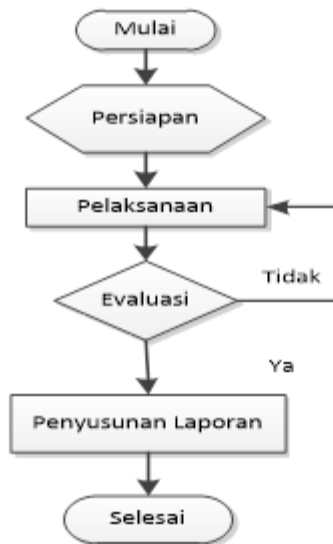 Mulai
Persiapan
Pelaksanaan
Evaluasi
Tidak
Ya
Penyusunan Laporan
Selesai